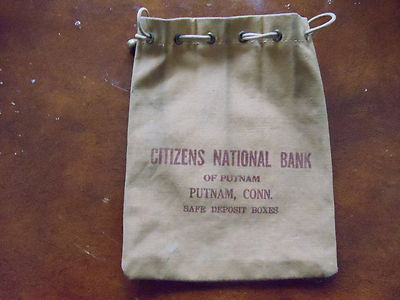 CITIZENS NATIONAL BANK
OF PUTNAM
PUTNAM, CONN.
SAFE DEPOSIT BOXES